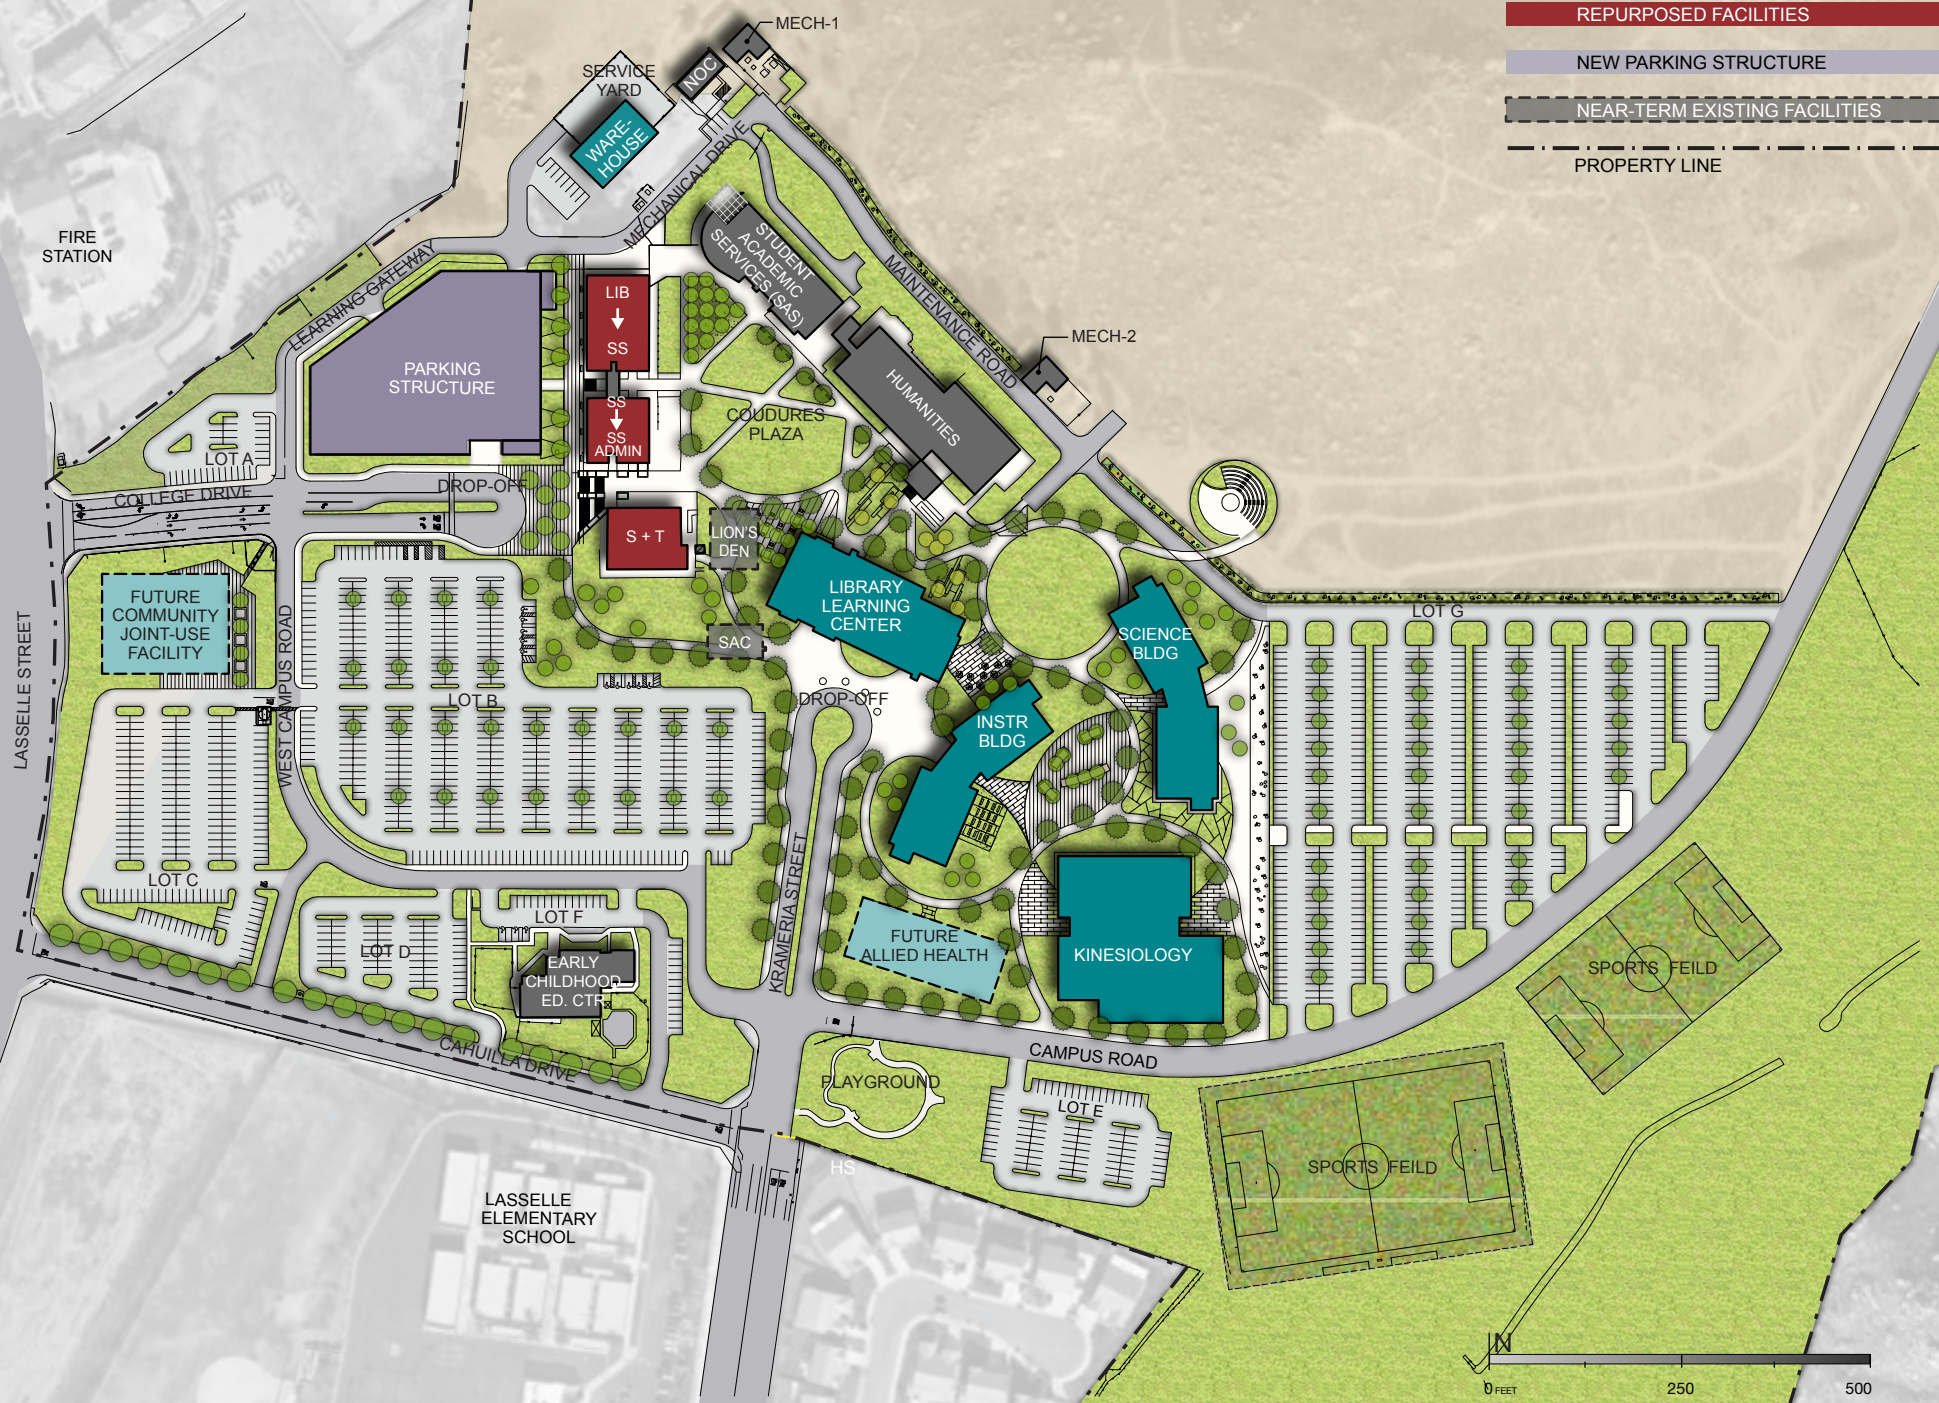 REPURPOSED FACILITIES
NEW PARKING STRUCTURE
NEAR-TERM EXISTING FACILITIES
PROPERTY LINE
MECH-1
SERVICE
YARD
NOC
WARE-
HOUSE
MECHANICAL DRIVE
FIRE
STATION
LEARNING GATEWAY
STUDENT
ACADEMIC
SERVICES (SAS)
MAINTENANCE ROAD
MECH-2
LIB
SS
SS
SS
ADMIN
PARKING
STRUCTURE
HUMANITIES
COUDURES
PLAZA
LOT A
COLLEGE DRIVE
DROP-OFF
S + T
LION'S
DEN
LIBRARY
LEARNING
CENTER
FUTURE
COMMUNITY
JOINT-USE
FACILITY
LASSELLE STREET
WEST CAMPUS ROAD
SAC
SCIENCE
BLDG
LOT G
LOT B
DROP-OFF
INSTR
BLDG
KRAMERIA STREET
LOT C
LOT F
LOT D
EARLY
CHILDHOOD
ED. CTR
FUTURE
ALLIED HEALTH
KINESIOLOGY
SPORTS FEILD
CAHUILLA DRIVE
CAMPUS ROAD
PLAYGROUND
LOT E
HS
SPORTS FEILD
LASSELLE
ELEMENTARY
SCHOOL
N
0 FEET
250
500